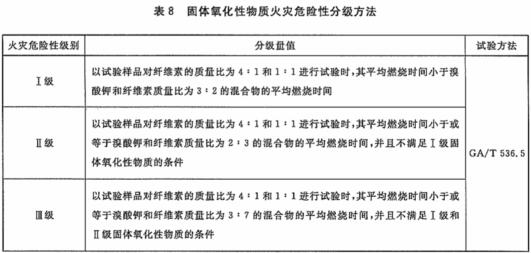 表 8 固体氧化性物质火灾危险性分级方法
火灾危险性级别 分级量值 试验方法
Ⅰ级
以试验样品对纤维素的质量比为 4∶1 和 1∶1 进行试验时,其平均燃烧时间小于溴
酸钾和纤维素质量比为 3∶2 的混合物的平均燃烧时间
Ⅱ级
以试验样品对纤维素的质量比为 4∶1 和 1∶1 进行试验时,其平均燃烧时间小于或
等于溴酸钾和纤维素质量比为 2∶3 的混合物的平均燃烧时间,并且不满足Ⅰ级固
体氧化性物质的条件
Ⅲ级
以试验样品对纤维素的质量比为 4∶1 和 1∶1 进行试验时,其平均燃烧时间小于或
等于溴酸钾和纤维素质量比为 3∶7 的混合物的平均燃烧时间,并且不满足Ⅰ级和
Ⅱ级固体氧化性物质的条件
GA/T 536.5